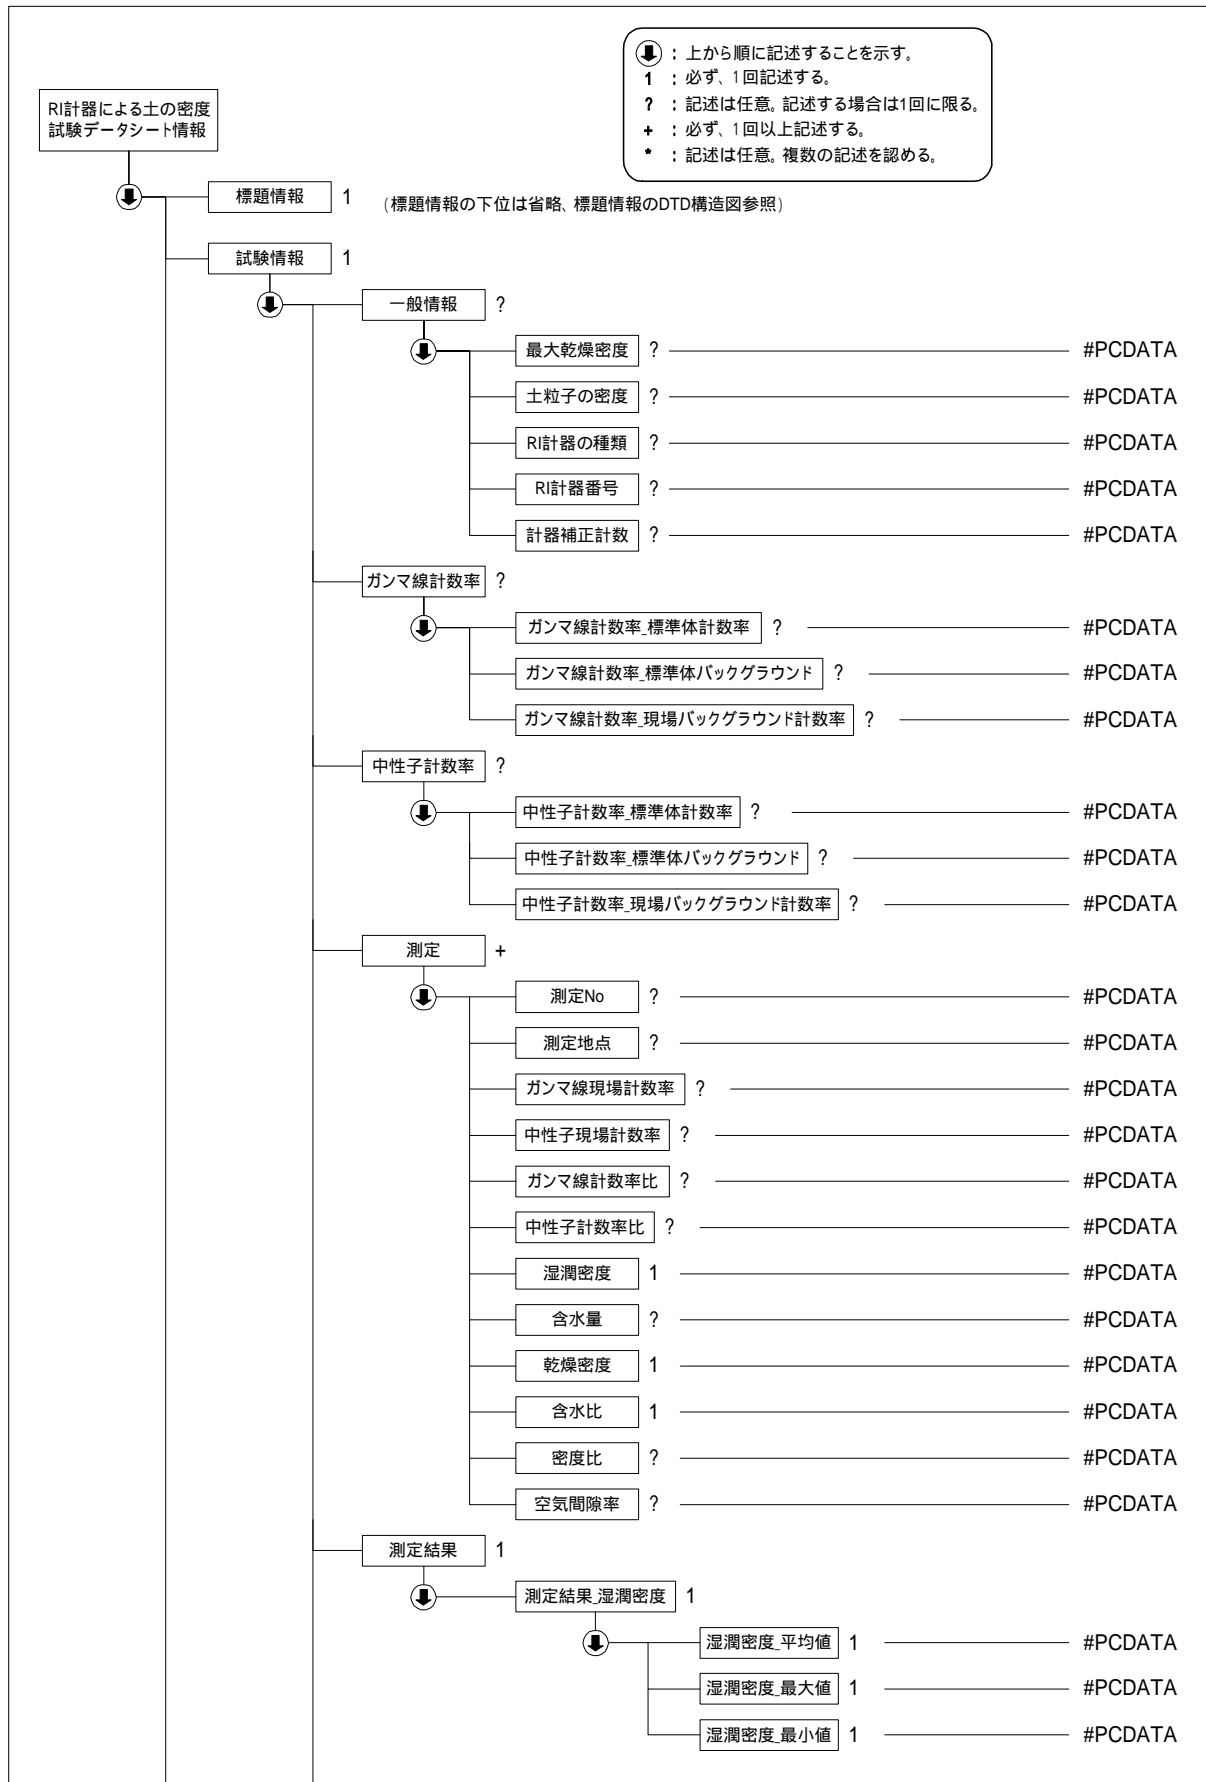 ：上から順に記述することを示す。
1 ：必ず、1回記述する。
? ：記述は任意。記述する場合は1回に限る。
+ ：必ず、1回以上記述する。
* ：記述は任意。複数の記述を認める。
RI計器による土の密度
試験データシート情報
標題情報 1 (標題情報の下位は省略、標題情報のDTD構造図参照)
試験情報 1
一般情報 ?
最大乾燥密度 ? #PCDATA
土粒子の密度 ? #PCDATA
RI計器の種類 ? #PCDATA
RI計器番号 ? #PCDATA
計器補正計数 ? #PCDATA
ガンマ線計数率 ?
ガンマ線計数率_標準体計数率 ? #PCDATA
ガンマ線計数率_標準体バックグラウンド ? #PCDATA
ガンマ線計数率_現場バックグラウンド計数率 ? #PCDATA
中性子計数率 ?
中性子計数率_標準体計数率 ? #PCDATA
中性子計数率_標準体バックグラウンド ? #PCDATA
中性子計数率_現場バックグラウンド計数率 ? #PCDATA
測定 +
測定No ? #PCDATA
測定地点 ? #PCDATA
ガンマ線現場計数率 ? #PCDATA
中性子現場計数率 ? #PCDATA
ガンマ線計数率比 ? #PCDATA
中性子計数率比 ? #PCDATA
湿潤密度 1 #PCDATA
含水量 ? #PCDATA
乾燥密度 1 #PCDATA
含水比 1 #PCDATA
密度比 ? #PCDATA
空気間隙率 ? #PCDATA
測定結果 1
測定結果_湿潤密度 1
湿潤密度_平均値 1 #PCDATA
湿潤密度_最大値 1 #PCDATA
湿潤密度_最小値 1 #PCDATA